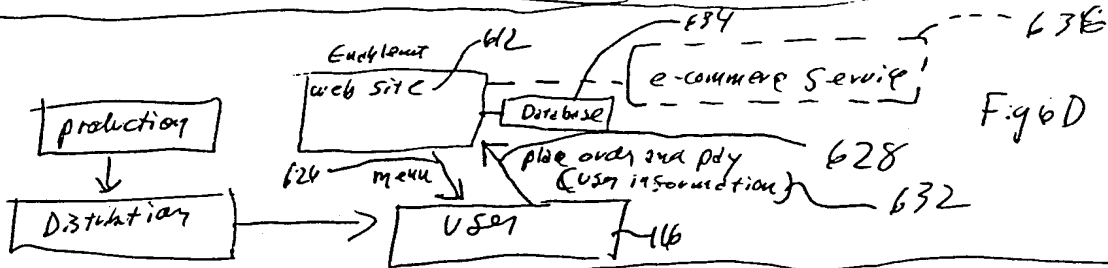 634
636
612
web site
e-commerce service
Database
Fig 6D
production
place order and pay
628
624
menu
(user information)
632
Distribution
user
116